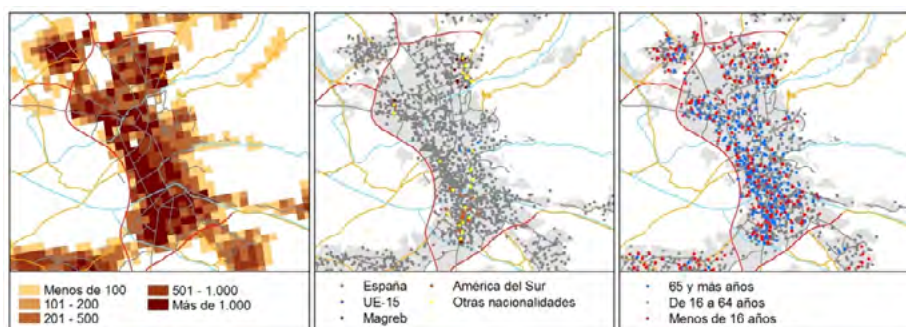 Menos de 100
101 - 200
201 - 500
501 - 1.000
Más de 1.000
España
UE-15
Magreb
América del Sur
Otras nacionalidades
65 y más años
De 16 a 64 años
Menos de 16 años